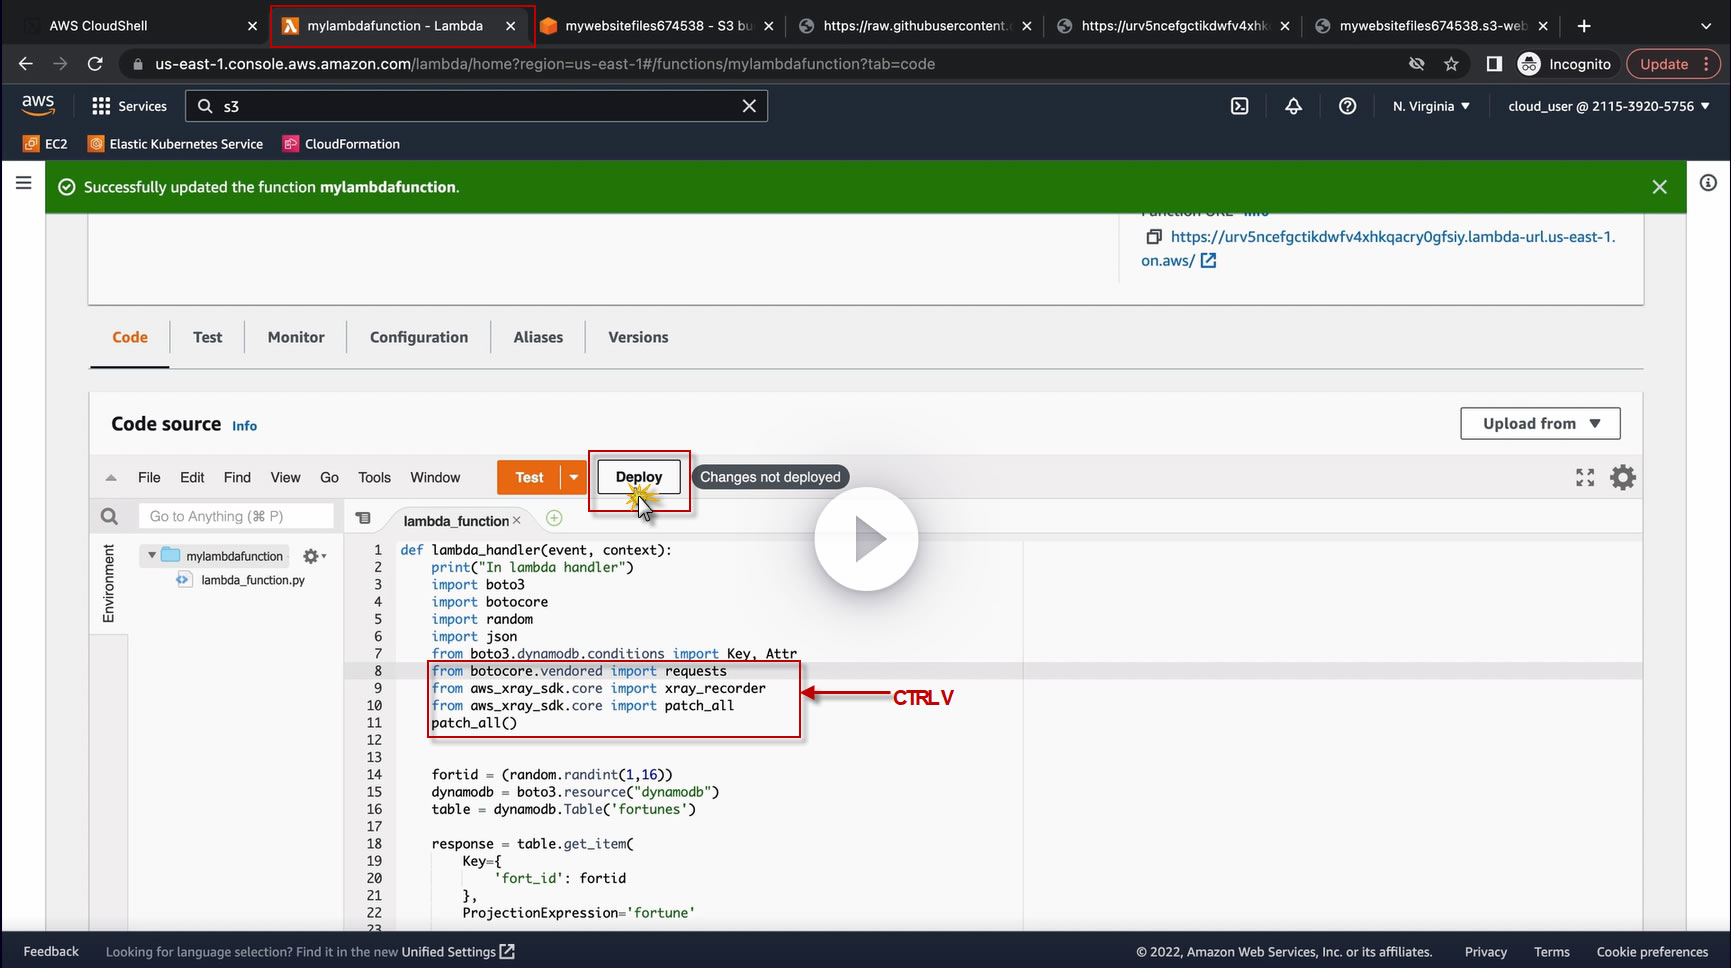 AWS CloudShell
mylambdafunction - Lambda
mywebsitefiles674538 - S3 bu
https://raw.githubusercontent.c
https://urv5ncefgctikdwfv4xhk
mywebsitefiles674538.s3-web
us-east-1.console.aws.amazon.com/lambda/home?region=us-east-1#/functions/mylambdafunction?tab=code
Incognito
Update
aws
Services
s3
N. Virginia
cloud_user @ 2115-3920-5756
EC2
Elastic Kubernetes Service
CloudFormation
Successfully updated the function mylambdafunction.
Function URL Info
https://urv5ncefgctikdwfv4xhkqacry0gfsiy.lambda-url.us-east-1.
on.aws/
Code
Test
Monitor
Configuration
Aliases
Versions
Code source Info
Upload from
File Edit Find View Go Tools Window
Test
Deploy
Changes not deployed
Go to Anything (⌘ P)
lambda_function
Environment
mylambdafunction
lambda_function.py
1 def lambda_handler(event, context):
2 print("In lambda handler")
3 import boto3
4 import botocore
5 import random
6 import json
7 from boto3.dynamodb.conditions import Key, Attr
8 from botocore.vendored import requests
9 from aws_xray_sdk.core import xray_recorder
10 from aws_xray_sdk.core import patch_all
11 patch_all()
12
13
14 fortid = (random.randint(1,16))
15 dynamodb = boto3.resource("dynamodb")
16 table = dynamodb.Table('fortunes')
17
18 response = table.get_item(
19 Key={
20 'fort_id': fortid
21 },
22 ProjectionExpression='fortune'
23
CTRL V
Feedback
Looking for language selection? Find it in the new Unified Settings
© 2022, Amazon Web Services, Inc. or its affiliates.
Privacy
Terms
Cookie preferences